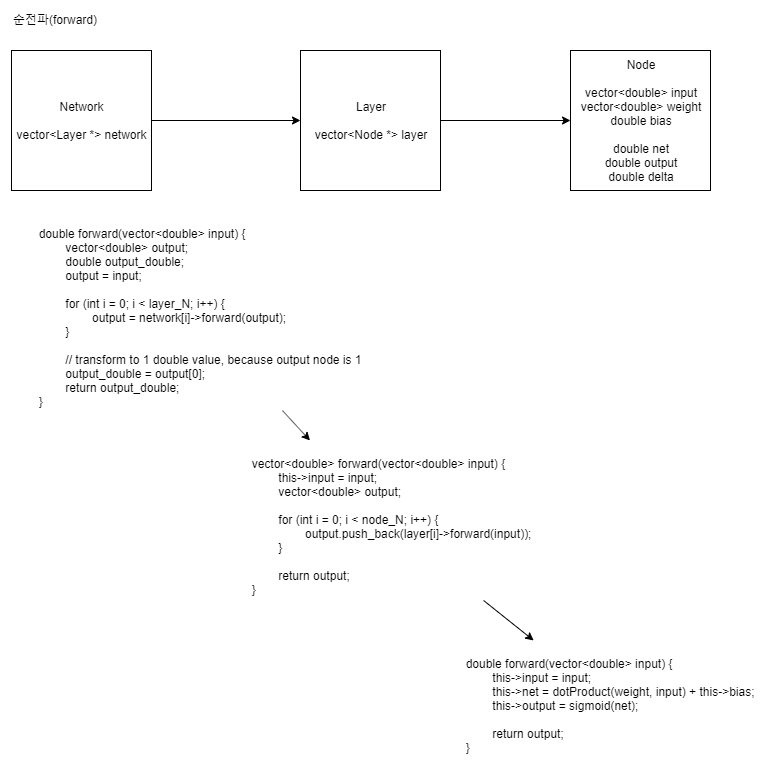 순전파(forward)
Network
vector<Layer *> network
Layer
vector<Node *> layer
Node
vector<double> input
vector<double> weight
double bias
double net
double output
double delta
double forward(vector<double> input) {
vector<double> output;
double output_double;
output = input;
for (int i = 0; i < layer_N; i++) {
output = network[i]->forward(output);
}
// transform to 1 double value, because output node is 1
output_double = output[0];
return output_double;
}
vector<double> forward(vector<double> input) {
this->input = input;
vector<double> output;
for (int i = 0; i < node_N; i++) {
output.push_back(layer[i]->forward(input));
}
return output;
}
double forward(vector<double> input) {
this->input = input;
this->net = dotProduct(weight, input) + this->bias;
this->output = sigmoid(net);
return output;
}